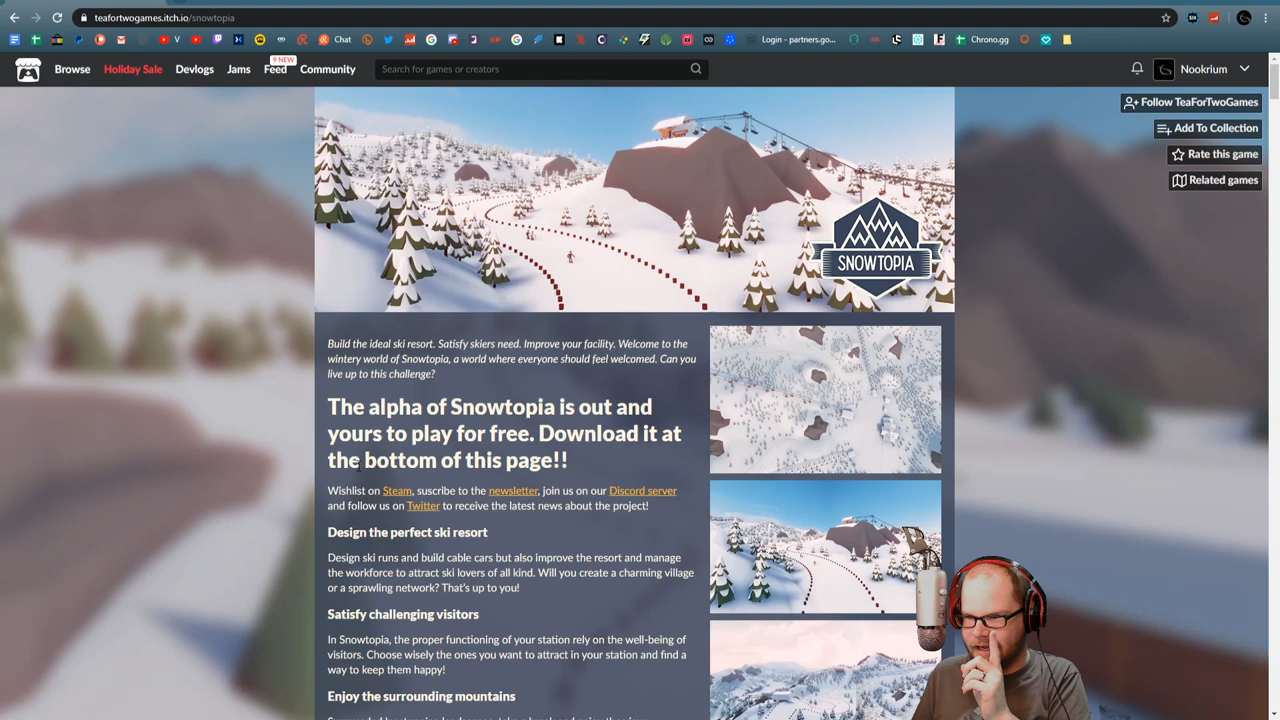 teafortwogames.itch.io/snowtopia
V
Chat
Login - partners.go...
Chrono.gg
Browse
Holiday Sale
Devlogs
Jams
9 NEW
Feed
Community
Search for games or creators
Nookrium
Follow TeaForTwoGames
Add To Collection
Rate this game
Related games
SNOWTOPIA
Build the ideal ski resort. Satisfy skiers need. Improve your facility. Welcome to the
wintery world of Snowtopia, a world where everyone should feel welcomed. Can you
live up to this challenge?
The alpha of Snowtopia is out and
yours to play for free. Download it at
the bottom of this page!!
Wishlist on Steam, suscribe to the newsletter, join us on our Discord server
and follow us on Twitter to receive the latest news about the project!
Design the perfect ski resort
Design ski runs and build cable cars but also improve the resort and manage
the workforce to attract ski lovers of all kind. Will you create a charming village
or a sprawling network? That's up to you!
Satisfy challenging visitors
In Snowtopia, the proper functioning of your station rely on the well-being of
visitors. Choose wisely the ones you want to attract in your station and find a
way to keep them happy!
Enjoy the surrounding mountains